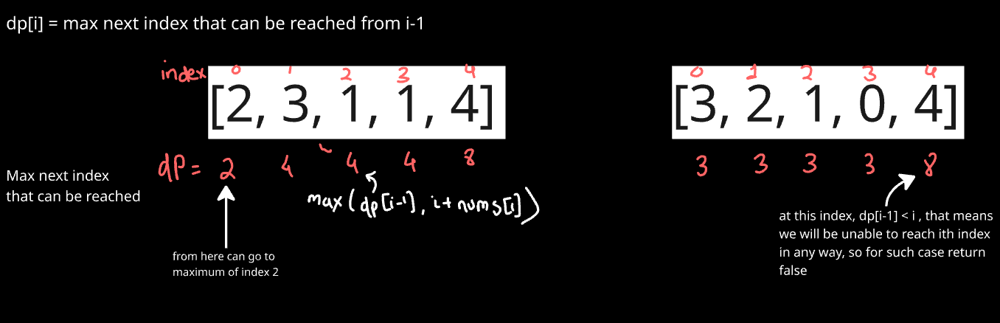 dp[i] = max next index that can be reached from i-1
index 0 1 2 3 4
[2, 3, 1, 1, 4]
dp = 2 4 4 4 8
0 1 2 3 4
[3, 2, 1, 0, 4]
3 3 3 3 8
Max next index
that can be reached
max(dp[i-1], i+nums[i])
from here can go to
maximum of index 2
at this index, dp[i-1] < i , that means
we will be unable to reach ith index
in any way, so for such case return
false